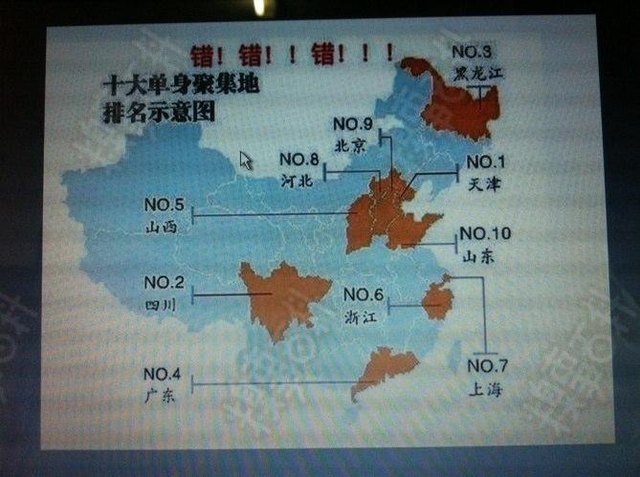 错！错！！错！！！
十大单身聚集地
排名示意图
NO.3
黑龙江
NO.9
北京
NO.8
河北
NO.1
天津
NO.5
山西
NO.10
山东
NO.2
四川
NO.6
浙江
NO.4
广东
NO.7
上海